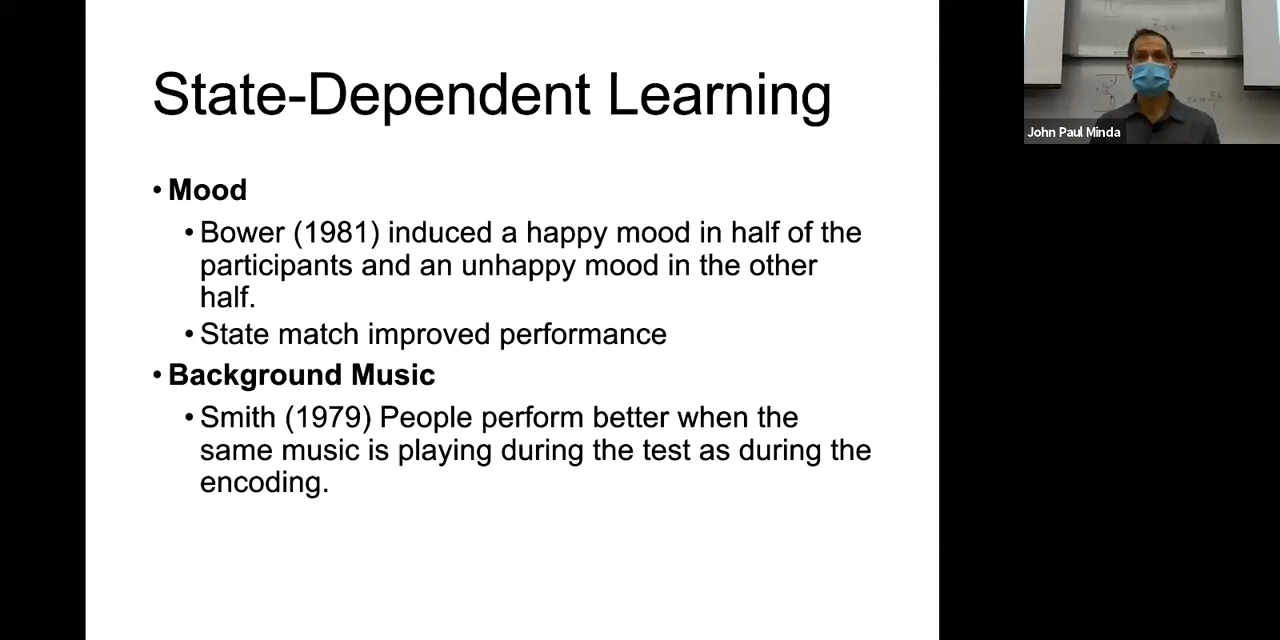 State-Dependent Learning
• Mood
• Bower (1981) induced a happy mood in half of the
participants and an unhappy mood in the other
half.
• State match improved performance
• Background Music
• Smith (1979) People perform better when the
same music is playing during the test as during the
encoding.
John Paul Minda